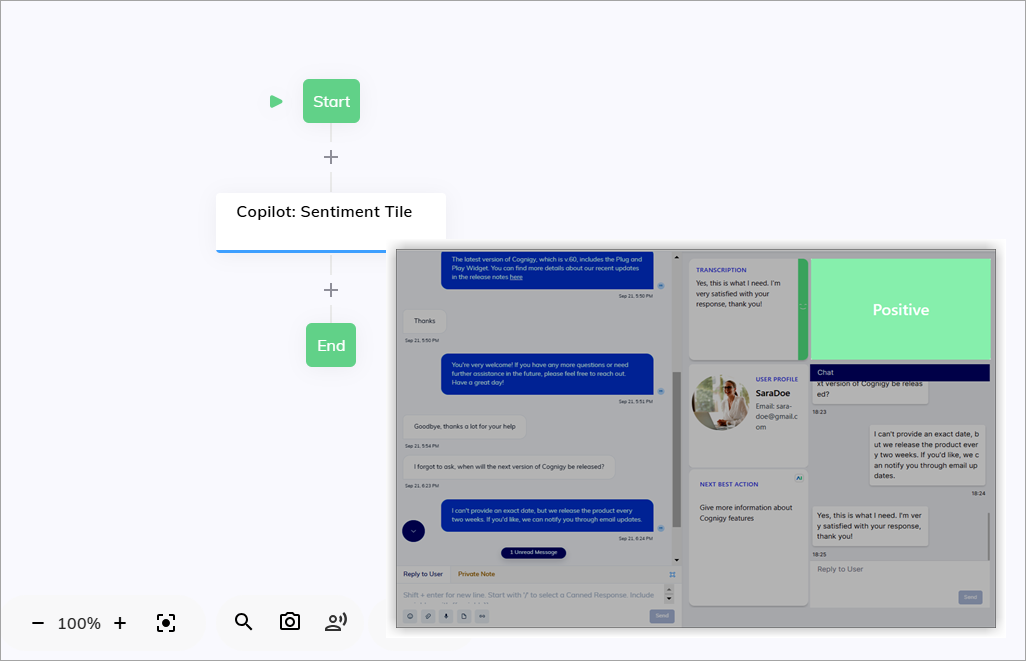 Start
Copilot: Sentiment Tile
End
100%
The latest version of Cognigy, which is v.60, includes the Plug and
Play Widget. You can find more details about our recent updates
in the release notes here
Sep 21, 5:50 PM
Thanks
Sep 21, 5:50 PM
You're very welcome! If you have any more questions or need
further assistance in the future, please feel free to reach out.
Have a great day!
Sep 21, 5:51 PM
Goodbye, thanks a lot for your help
Sep 21, 5:54 PM
I forgot to ask, when will the next version of Cognigy be released?
Sep 21, 6:23 PM
I can't provide an exact date, but we release the product every
two weeks. If you'd like, we can notify you through email updates.
Sep 21, 6:24 PM
1 Unread Message
Reply to User
Private Note
Shift + enter for new line. Start with '/' to select a Canned Response. Include
Send
TRANSCRIPTION
Yes, this is what I need. I'm
very satisfied with your
response, thank you!
Positive
USER PROFILE
SaraDoe
Email: sara-
doe@gmail.c
om
NEXT BEST ACTION
AI
Give more information about
Cognigy features
Chat
xt version of Cognigy be releas
ed?
18:23
I can't provide an exact date, b
ut we release the product ever
y two weeks. If you'd like, we c
an notify you through email up
dates.
18:24
Yes, this is what I need. I'm ver
y satisfied with your response,
thank you!
18:25
Reply to User
Send